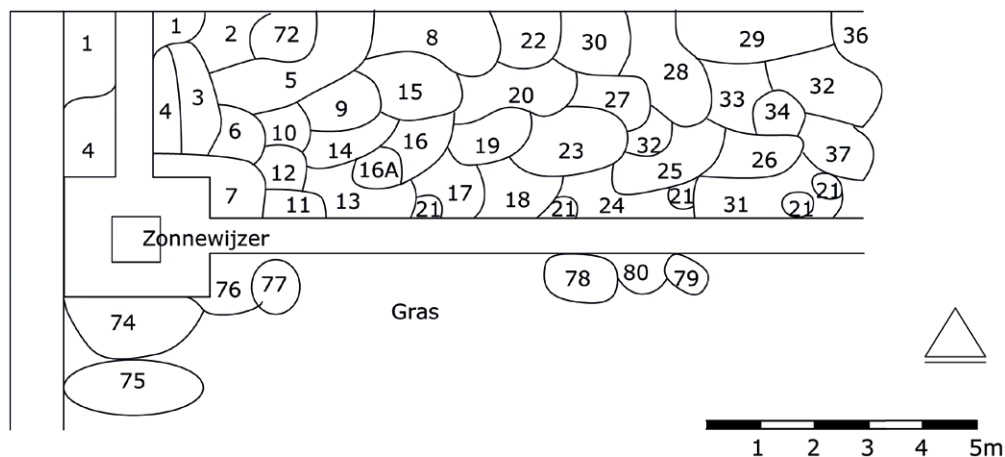 1 1 2 72 8 22 30 29 36
5 28 32
4 3 9 15 20 27 33 34
6 10 14 16 19 23 32 26 37
4 12 16A 25
7 11 13 21 17 18 21 24 21 31 21 21
Zonnewijzer
76 77 78 80 79
74 Gras
75
1 2 3 4 5m